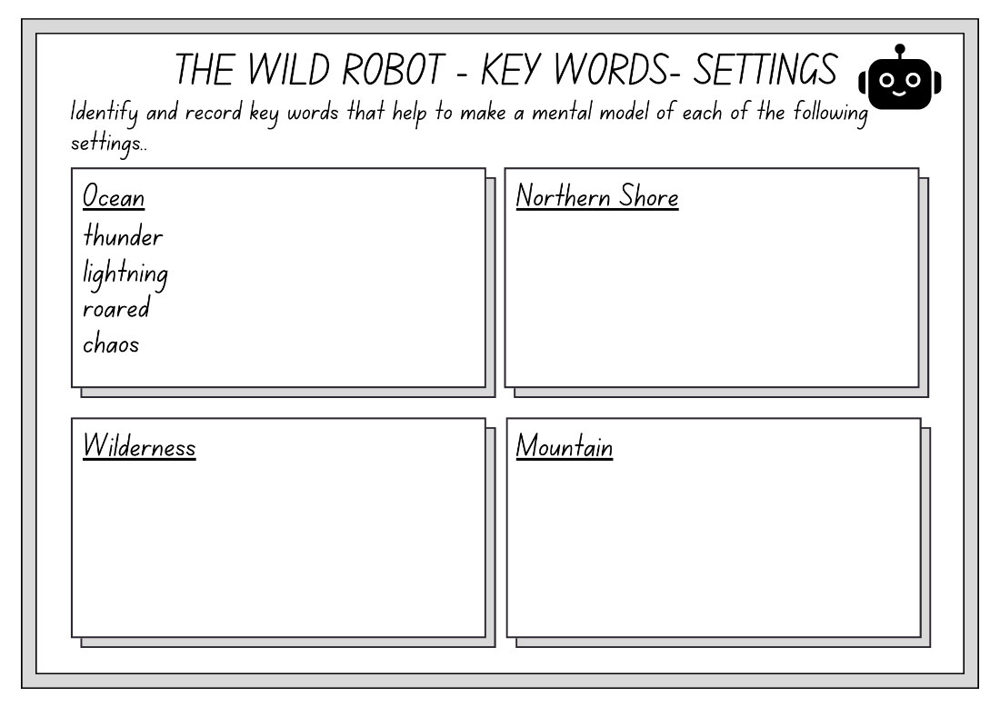 THE WILD ROBOT - KEY WORDS- SETTINGS
Identify and record key words that help to make a mental model of each of the following
settings..
Ocean
thunder
lightning
roared
chaos
Northern Shore
Wilderness
Mountain